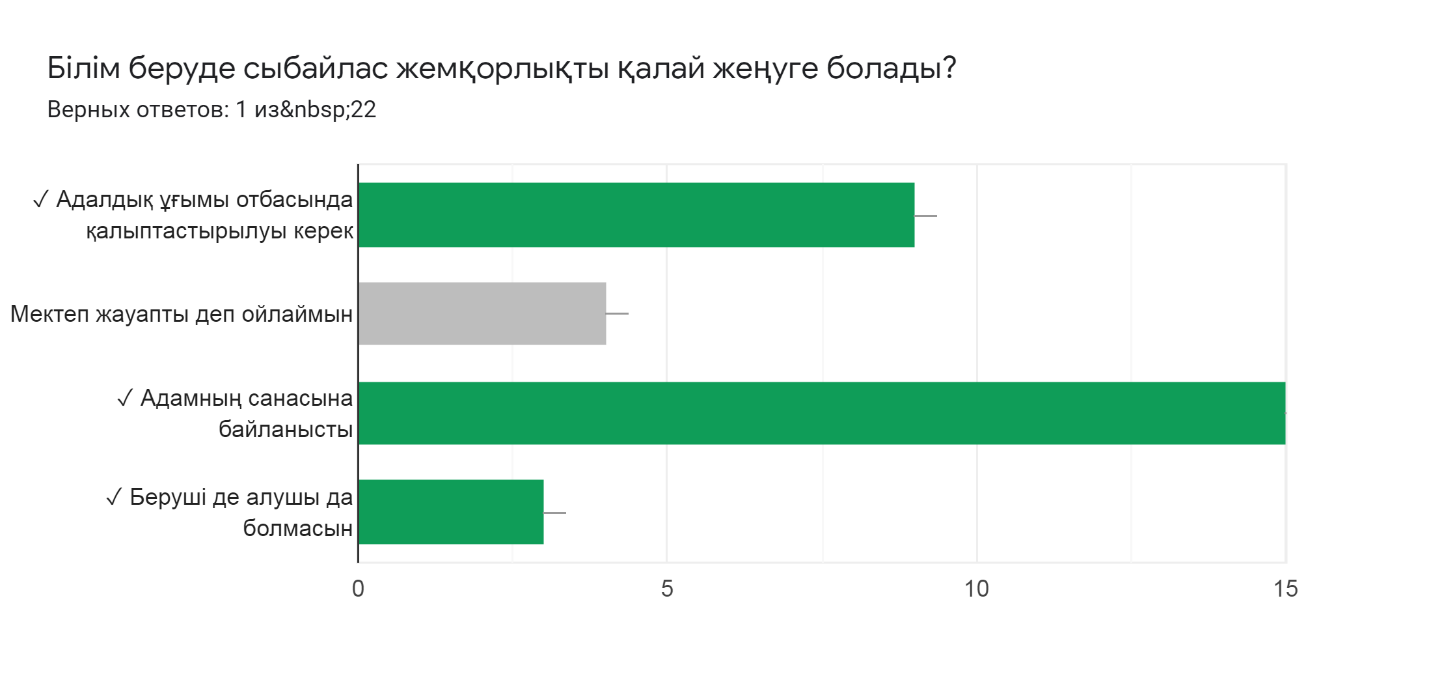 Білім беруде сыбайлас жемқорлықты қалай жеңуге болады?
Верных ответов: 1 из&nbsp;22
✓ Адалдық ұғымы отбасында
қалыптастырылуы керек
Мектеп жауапты деп ойлаймын
✓ Адамның санасына
байланысты
✓ Беруші де алушы да
болмасын
0 5 10 15